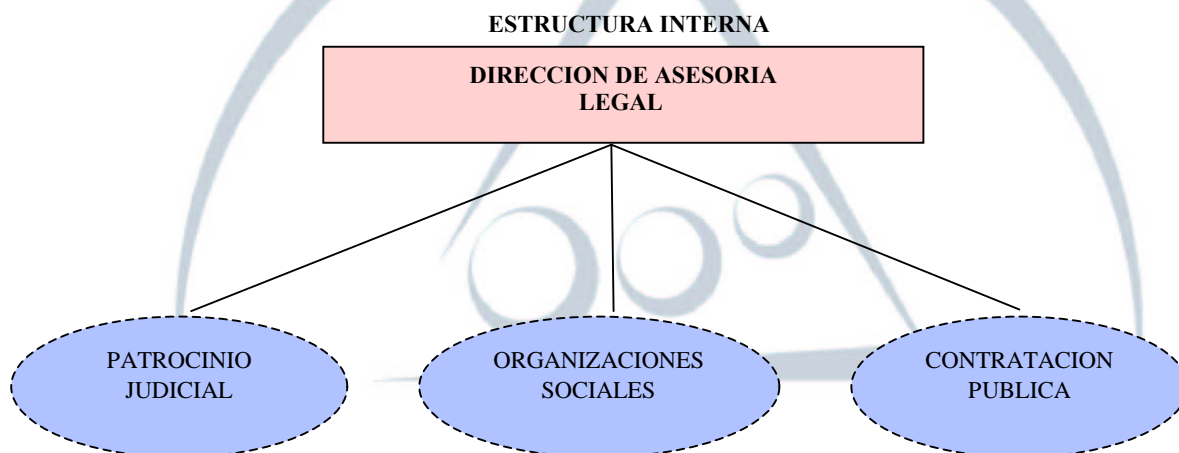 ESTRUCTURA INTERNA
DIRECCION DE ASESORIA
LEGAL
PATROCINIO
JUDICIAL
ORGANIZACIONES
SOCIALES
CONTRATACION
PUBLICA